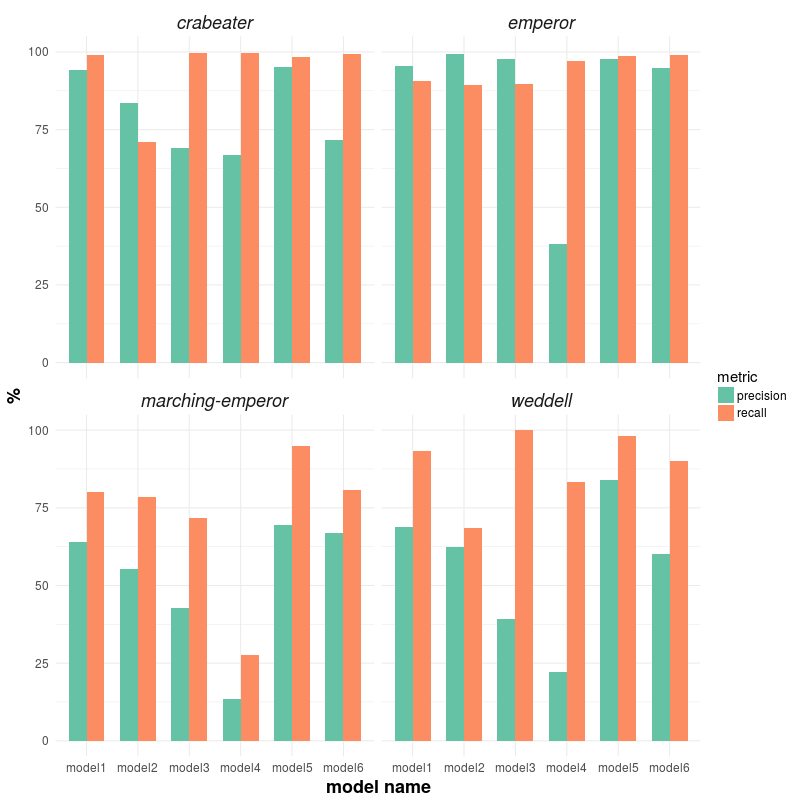 crabeater
emperor
100
75
50
25
0
%
marching-emperor
weddell
100
75
50
25
0
model1 model2 model3 model4 model5 model6
model1 model2 model3 model4 model5 model6
model name
metric
precision
recall